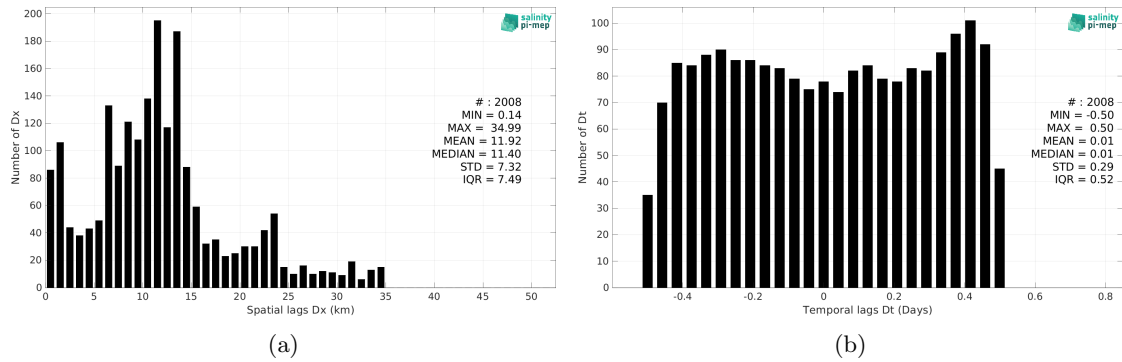 salinity
pi-mep
200
180
160
140
120
100
80
60
40
20
0
Number of Dx
# : 2008
MIN = 0.14
MAX = 34.99
MEAN = 11.92
MEDIAN = 11.40
STD = 7.32
IQR = 7.49
0 5 10 15 20 25 30 35 40 45 50
Spatial lags Dx (km)
(a)
salinity
pi-mep
100
90
80
70
60
50
40
30
20
10
0
Number of Dt
# : 2008
MIN = -0.50
MAX = 0.50
MEAN = 0.01
MEDIAN = 0.01
STD = 0.29
IQR = 0.52
-0.4 -0.2 0 0.2 0.4 0.6 0.8
Temporal lags Dt (Days)
(b)